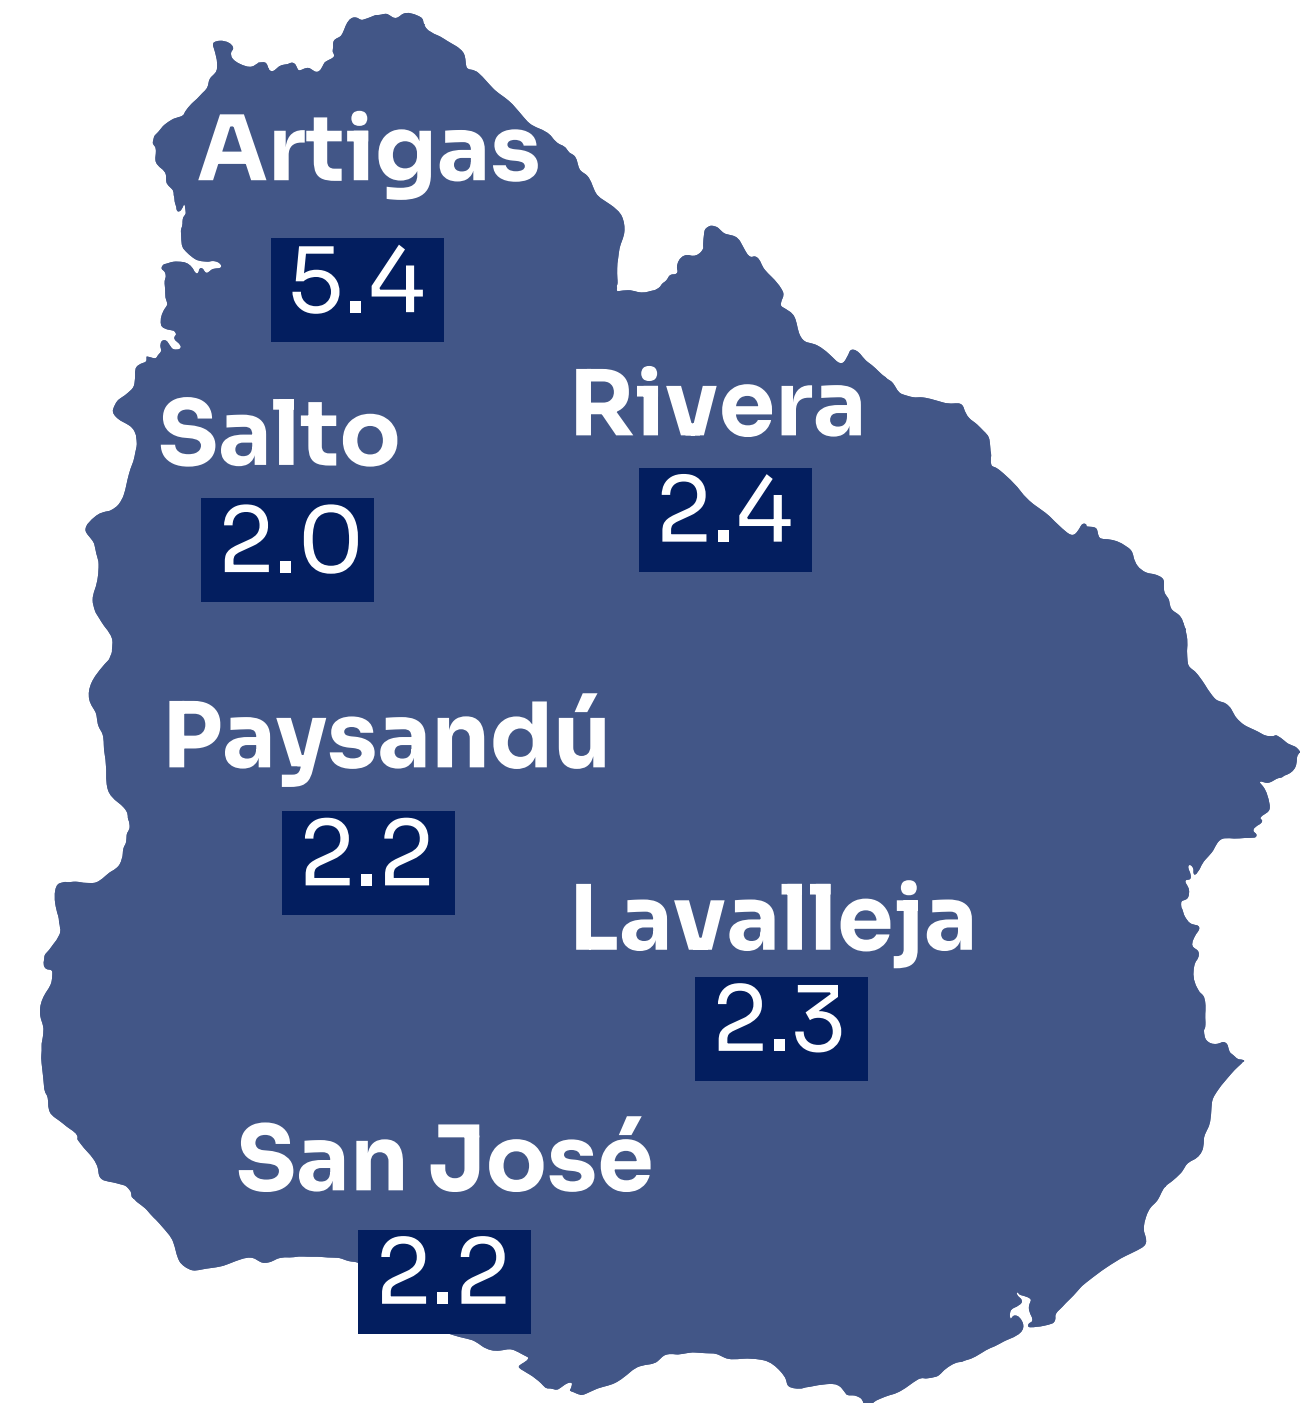 Artigas
5.4
Salto
2.0
Rivera
2.4
Paysandú
2.2
Lavalleja
2.3
San José
2.2